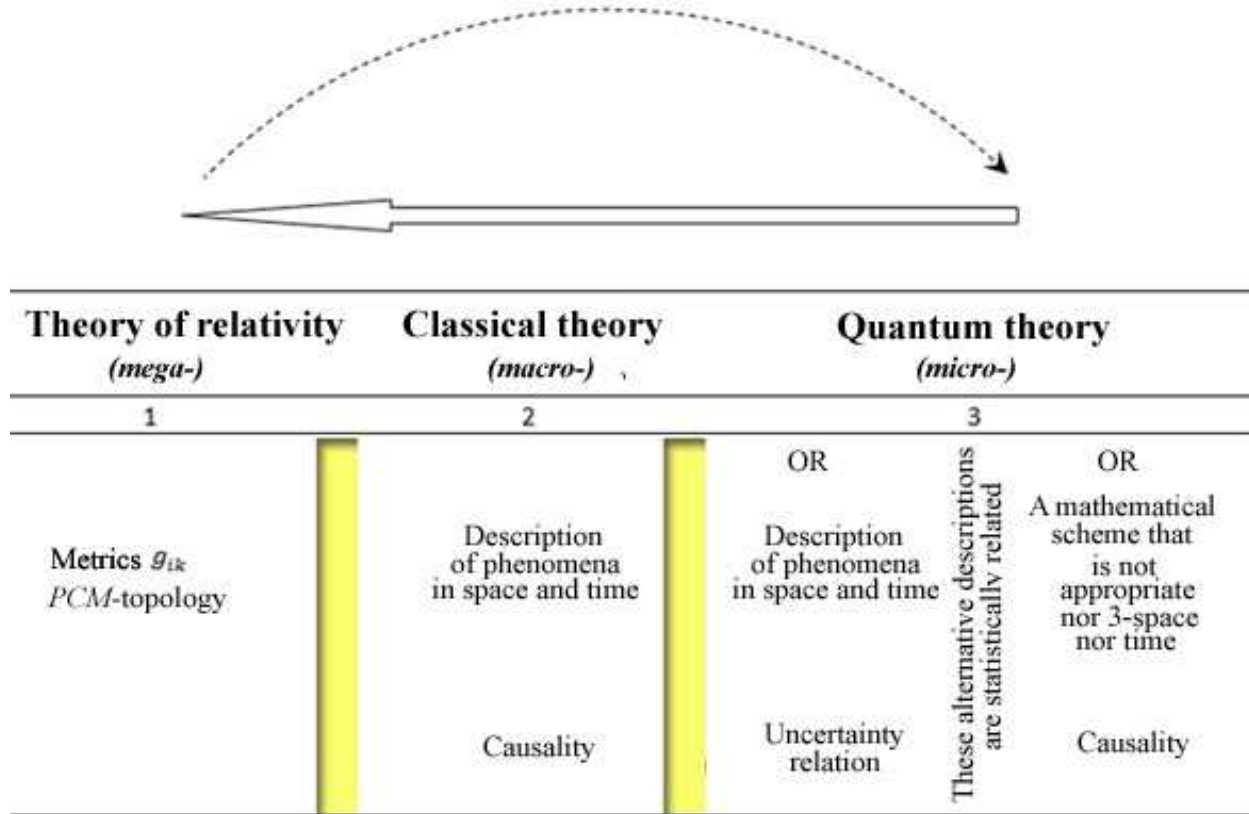 Theory of relativity Classical theory Quantum theory
(mega-) (macro-) (micro-)
1 2 3
Metrics g_{ik}
PCM-topology
Description
of phenomena
in space and time
Causality
OR
Description
of phenomena
in space and time
Uncertainty
relation
These alternative descriptions
are statistically related
OR
A mathematical
scheme that
is not
appropriate
nor 3-space
nor time
Causality